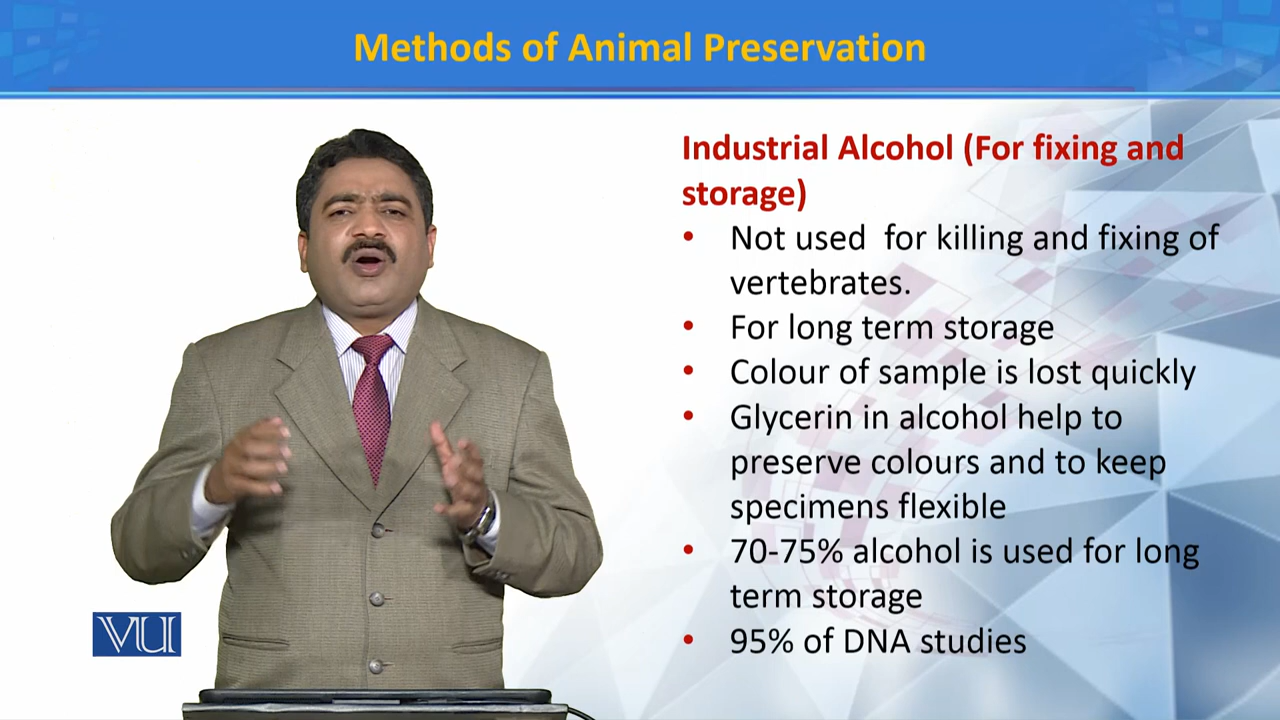 Methods of Animal Preservation
Industrial Alcohol (For fixing and
storage)
• Not used for killing and fixing of
vertebrates.
• For long term storage
• Colour of sample is lost quickly
• Glycerin in alcohol help to
preserve colours and to keep
specimens flexible
• 70-75% alcohol is used for long
term storage
• 95% of DNA studies
VU